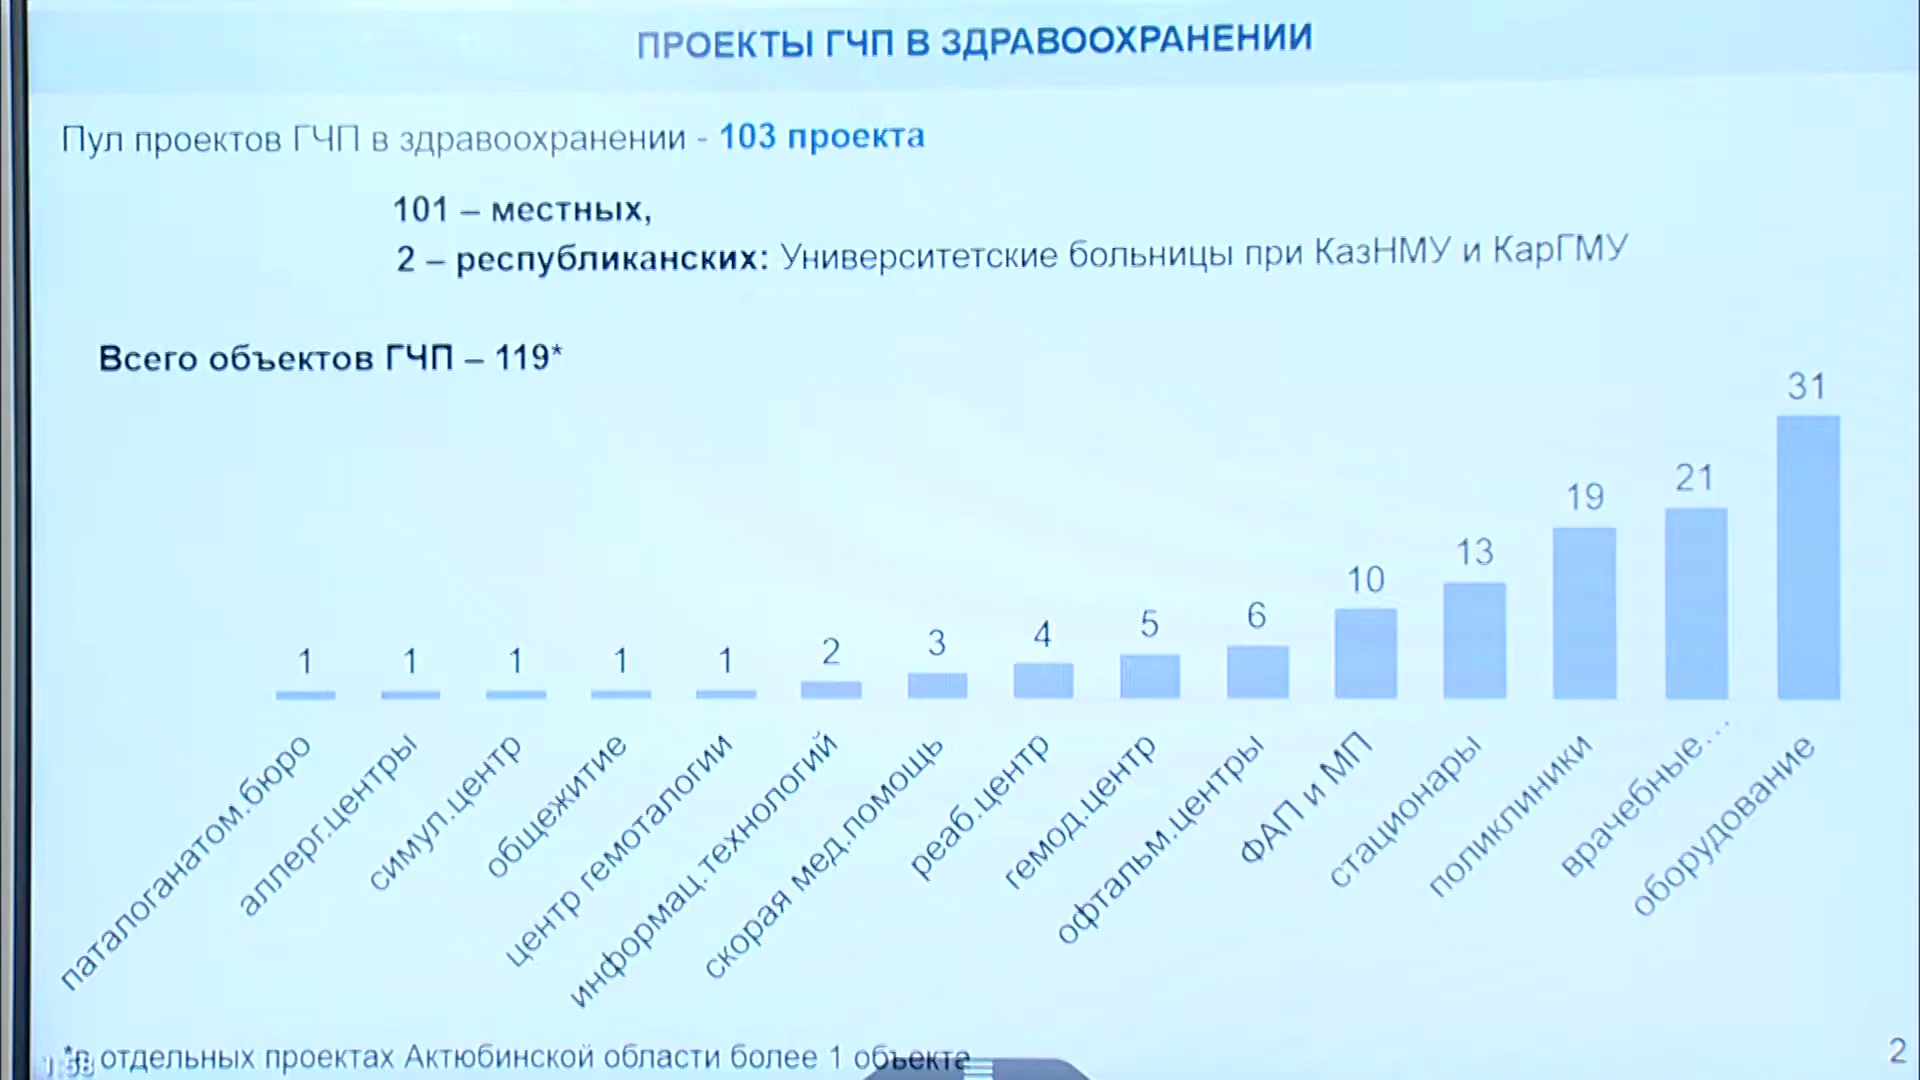 ПРОЕКТЫ ГЧП В ЗДРАВООХРАНЕНИИ
Пул проектов ГЧП в здравоохранении - 103 проекта
101 – местных,
2 – республиканских: Университетские больницы при КазНМУ и КарГМУ
Всего объектов ГЧП – 119*
1
1
1
1
1
2
3
4
5
6
10
13
19
21
31
паталоганатом.бюро
аллерг.центры
симул.центр
общежитие
центр гемоталогии
информац.технологий
скорая мед.помощь
реаб.центр
гемод.центр
офтальм.центры
ФАП и МП
стационары
поликлиники
врачебные...
оборудование
*в отдельных проектах Актюбинской области более 1 объекта
2